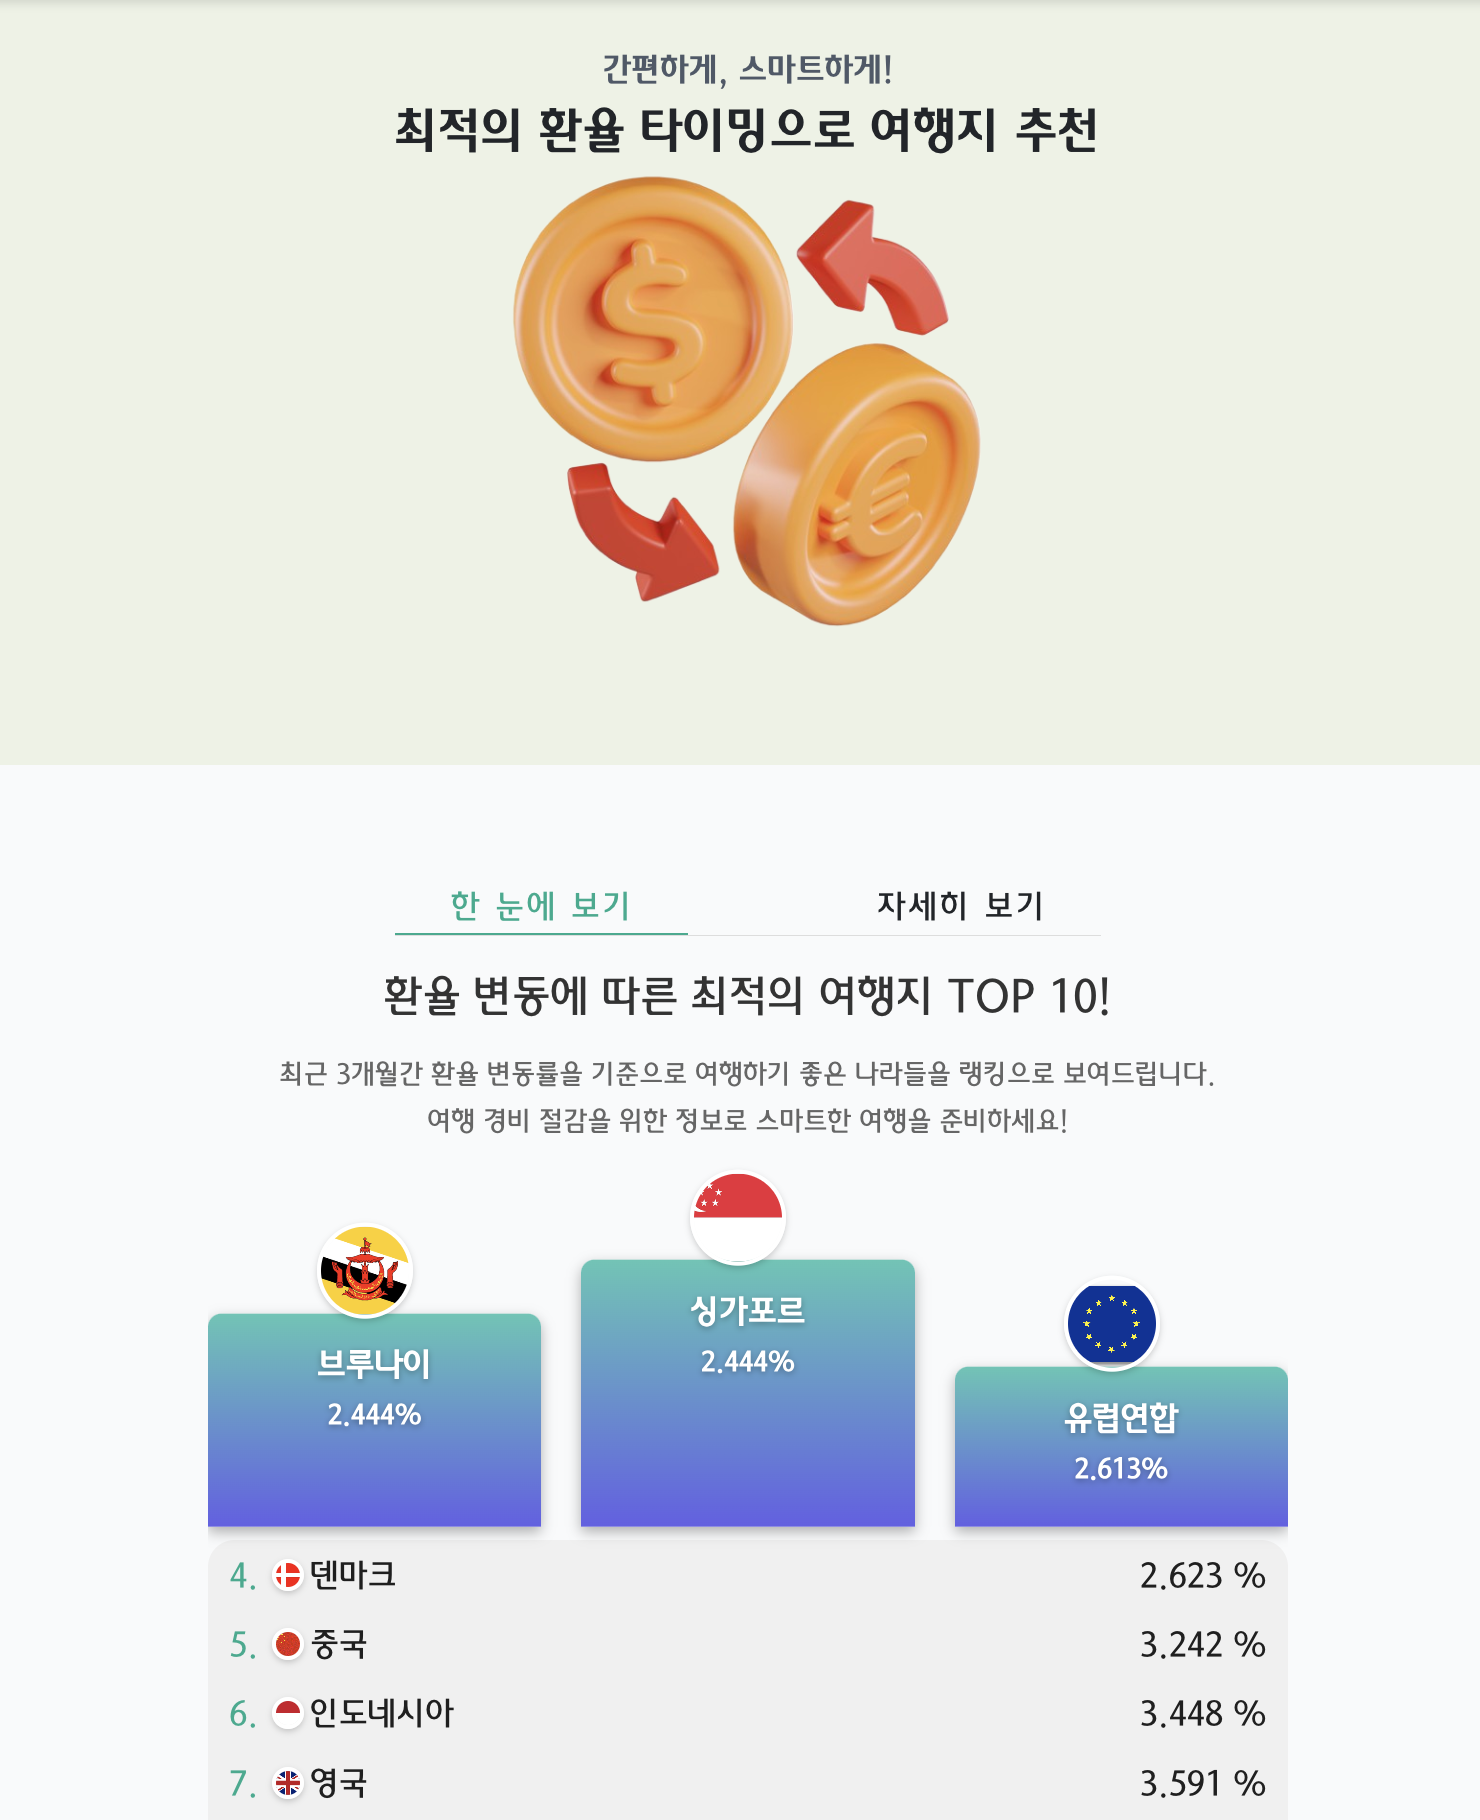 간편하게, 스마트하게!
최적의 환율 타이밍으로 여행지 추천
$
€
한 눈에 보기
자세히 보기
환율 변동에 따른 최적의 여행지 TOP 10!
최근 3개월간 환율 변동률을 기준으로 여행하기 좋은 나라들을 랭킹으로 보여드립니다.
여행 경비 절감을 위한 정보로 스마트한 여행을 준비하세요!
브루나이
2.444%
싱가포르
2.444%
유럽연합
2.613%
4. 덴마크 2.623 %
5. 중국 3.242 %
6. 인도네시아 3.448 %
7. 영국 3.591 %